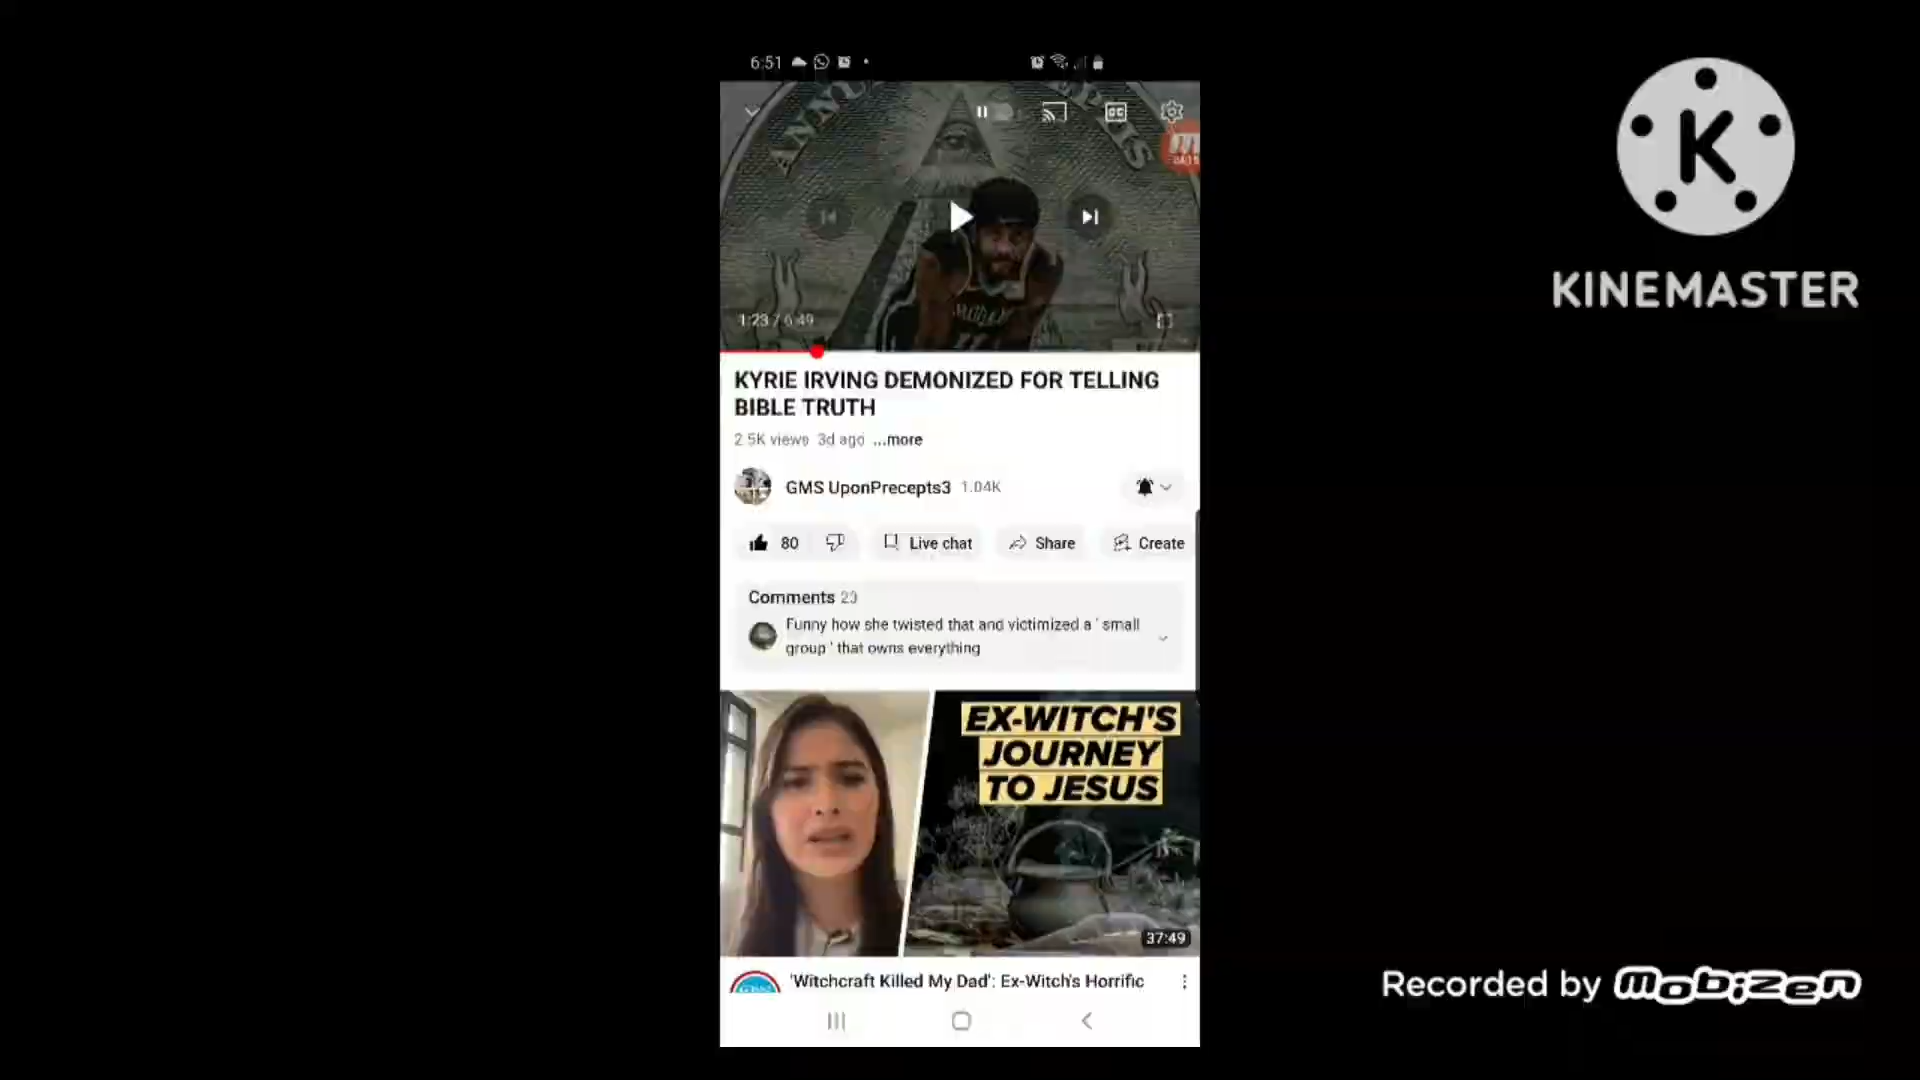 6:51
ANNUIT
CŒPTIS
CC
1:23 / 6:49
KYRIE IRVING DEMONIZED FOR TELLING
BIBLE TRUTH
2.5K views 3d ago ...more
GMS UponPrecepts3 1.04K
80
Live chat
Share
Create
Comments 23
Funny how she twisted that and victimized a ' small
group ' that owns everything
EX-WITCH'S
JOURNEY
TO JESUS
37:49
'Witchcraft Killed My Dad': Ex-Witch's Horrific
K
KINEMASTER
Recorded by mobizen